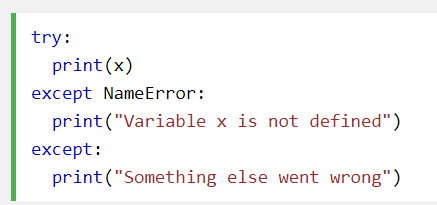 try:
  print(x)
except NameError:
  print("Variable x is not defined")
except:
  print("Something else went wrong")